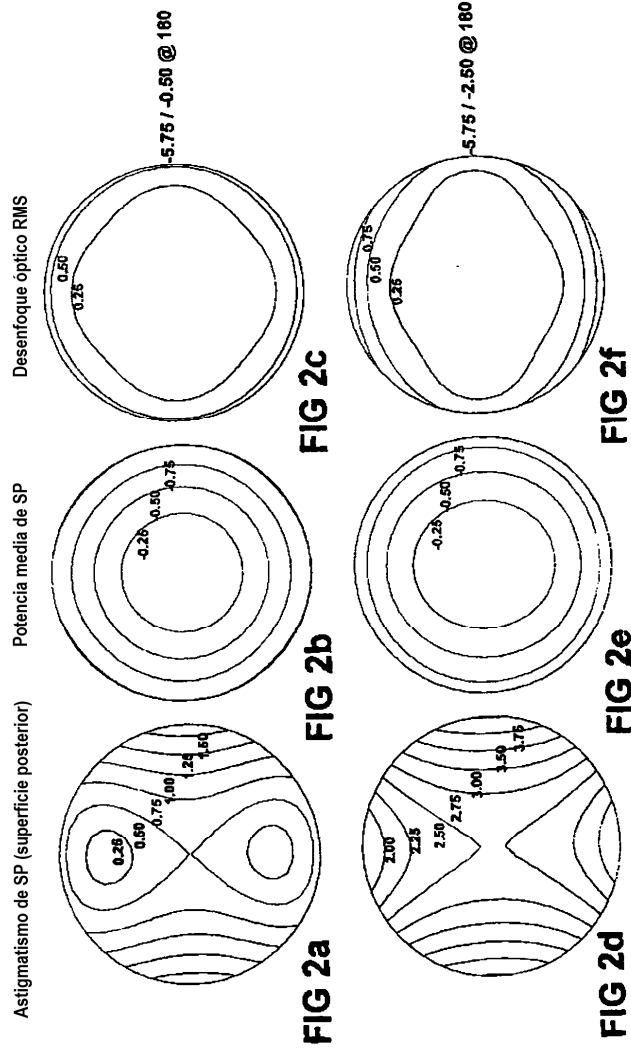 Astigmatismo de SP (superficie posterior)
Potencia media de SP
Desenfoque óptico RMS
0.25
0.50
0.75
1.00
1.25
1.50
FIG 2a
-0.25
-0.50
-0.75
FIG 2b
0.50
0.25
-5.75 / -0.50 @ 180
FIG 2c
2.00
2.25
2.50
2.75
3.00
3.50
3.75
FIG 2d
-0.25
-0.50
-0.75
FIG 2e
0.75
0.50
0.25
-5.75 / -2.50 @ 180
FIG 2f